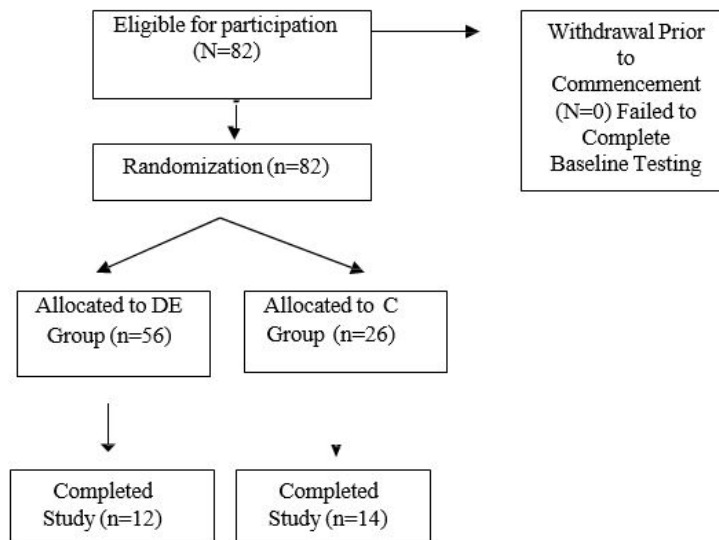 Eligible for participation
(N=82)
Withdrawal Prior
to
Commencement
(N=0) Failed to
Complete
Baseline Testing
Randomization (n=82)
Allocated to DE
Group (n=56)
Allocated to C
Group (n=26)
Completed
Study (n=12)
Completed
Study (n=14)